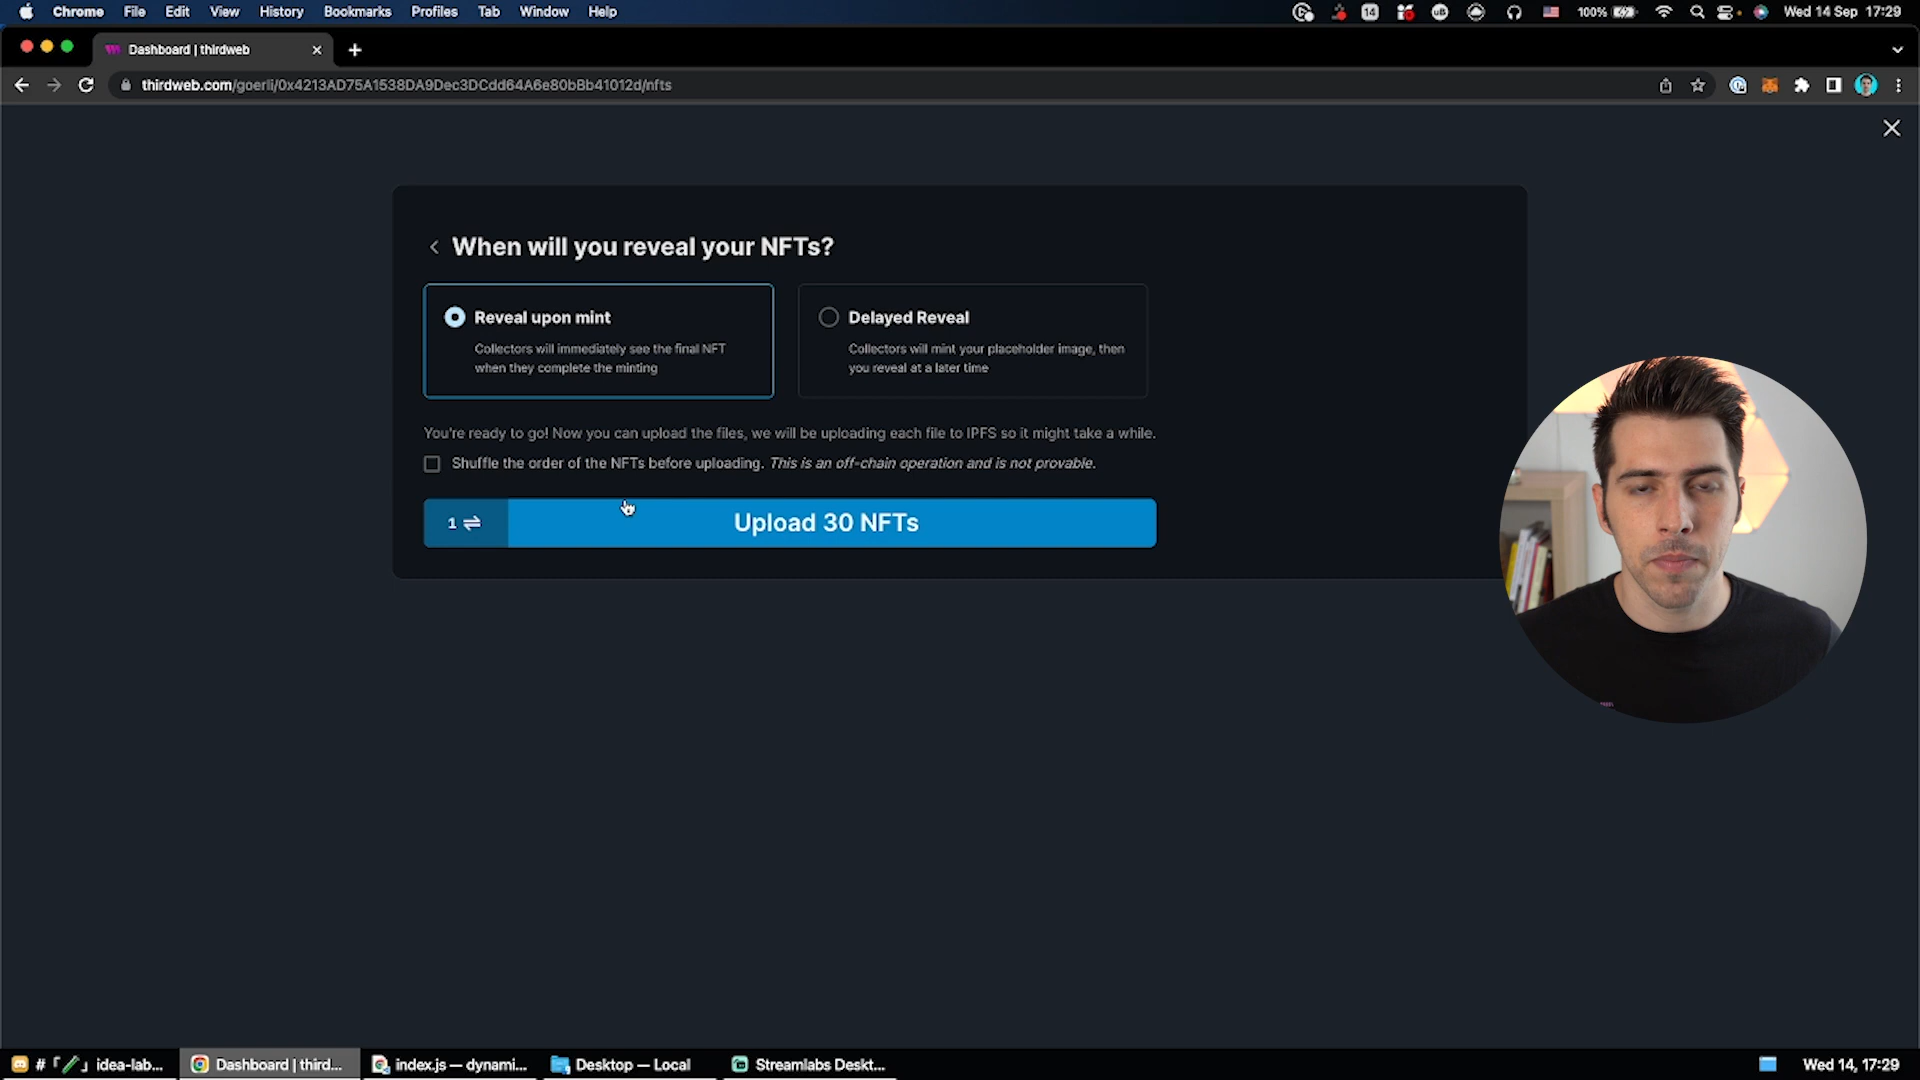 Chrome File Edit View History Bookmarks Profiles Tab Window Help
14
uB
100%
Wed 14 Sep 17:29
Dashboard | thirdweb
thirdweb.com/goerli/0x4213AD75A1538DA9Dec3DCdd64A6e80bBb41012d/nfts
When will you reveal your NFTs?
Reveal upon mint
Collectors will immediately see the final NFT
when they complete the minting
Delayed Reveal
Collectors will mint your placeholder image, then
you reveal at a later time
You're ready to go! Now you can upload the files, we will be uploading each file to IPFS so it might take a while.
Shuffle the order of the NFTs before uploading. This is an off-chain operation and is not provable.
1 ⇌
Upload 30 NFTs
# 「🧪」idea-lab...
Dashboard | third...
index.js — dynami...
Desktop — Local
Streamlabs Deskt...
Wed 14, 17:29